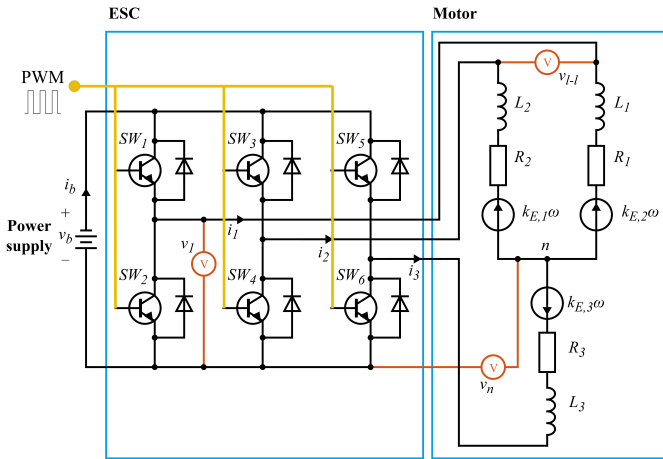 ESC
Motor
PWM
SW1
SW3
SW5
V
vl-l
L2
L1
R2
R1
ib
+
Power
supply
vb
−
v1
V
i1
i2
i3
kE,1ω
kE,2ω
n
SW2
SW4
SW6
kE,3ω
R3
V
vn
L3